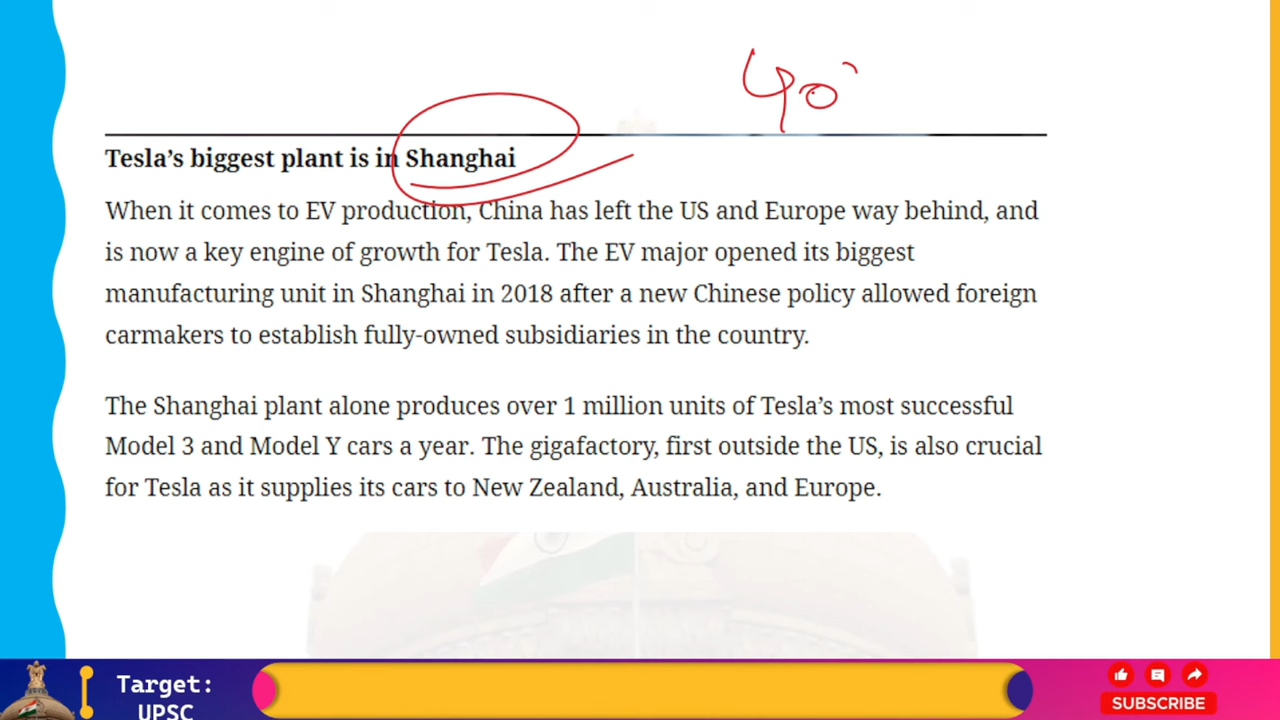 40
Tesla’s biggest plant is in Shanghai
When it comes to EV production, China has left the US and Europe way behind, and
is now a key engine of growth for Tesla. The EV major opened its biggest
manufacturing unit in Shanghai in 2018 after a new Chinese policy allowed foreign
carmakers to establish fully-owned subsidiaries in the country.
The Shanghai plant alone produces over 1 million units of Tesla’s most successful
Model 3 and Model Y cars a year. The gigafactory, first outside the US, is also crucial
for Tesla as it supplies its cars to New Zealand, Australia, and Europe.
Target:
UPSC
SUBSCRIBE